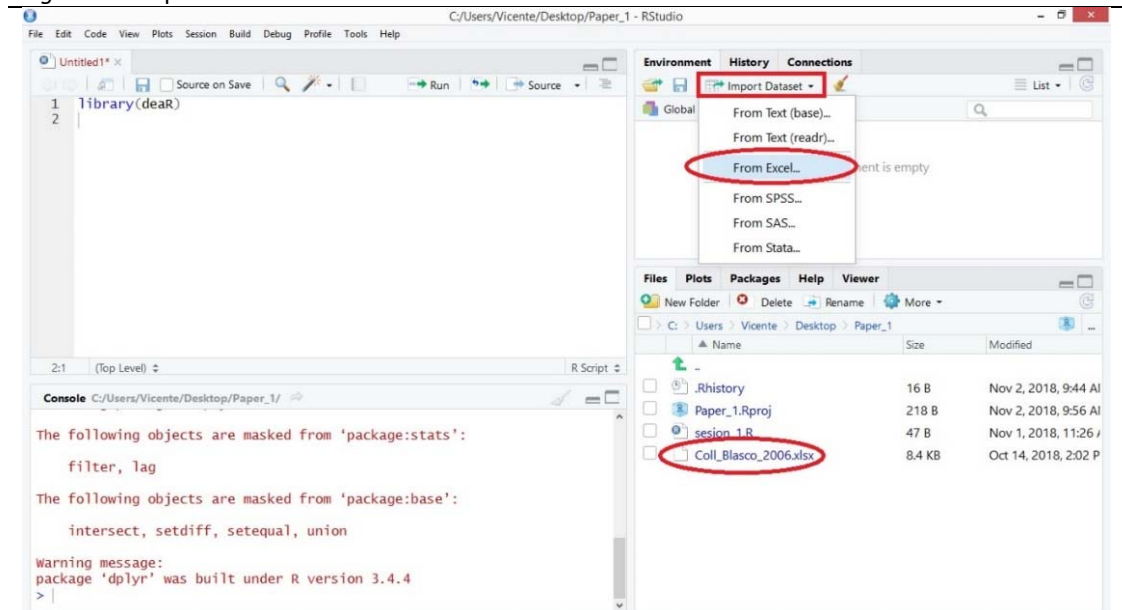 C:/Users/Vicente/Desktop/Paper_1 - RStudio
File Edit Code View Plots Session Build Debug Profile Tools Help
Untitled1*
Source on Save Run Source
1 library(deaR)
2
2:1 (Top Level) R Script
Console C:/Users/Vicente/Desktop/Paper_1/
The following objects are masked from ‘package:stats’:
filter, lag
The following objects are masked from ‘package:base’:
intersect, setdiff, setequal, union
Warning message:
package ‘dplyr’ was built under R version 3.4.4
>
Environment History Connections
Import Dataset List
Global
From Text (base)...
From Text (readr)...
From Excel...
is empty
From SPSS...
From SAS...
From Stata...
Files Plots Packages Help Viewer
New Folder Delete Rename More
C: Users Vicente Desktop Paper_1 ...
Name Size Modified
..
.Rhistory 16 B Nov 2, 2018, 9:44 A
Paper_1.Rproj 218 B Nov 2, 2018, 9:56 A
sesion_1.R 47 B Nov 1, 2018, 11:26
Coll_Blasco_2006.xlsx 8.4 KB Oct 14, 2018, 2:02 P